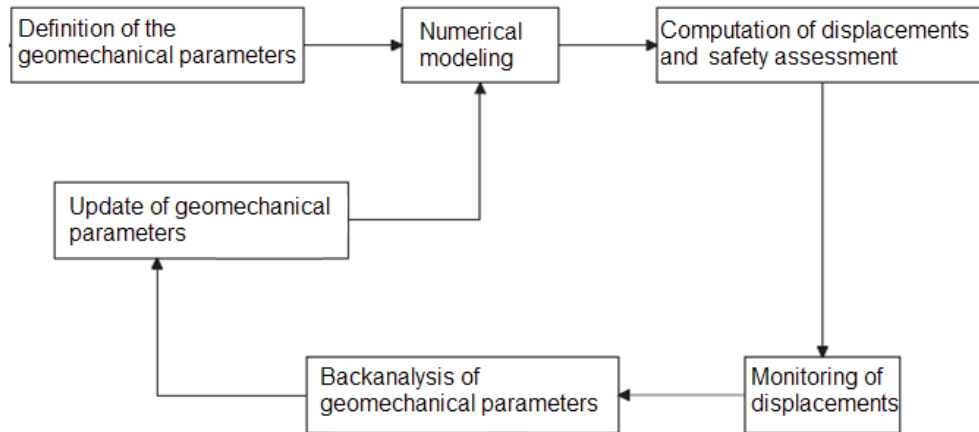 Definition of the
geomechanical parameters
Numerical
modeling
Computation of displacements
and safety assessment
Update of geomechanical
parameters
Backanalysis of
geomechanical parameters
Monitoring of
displacements